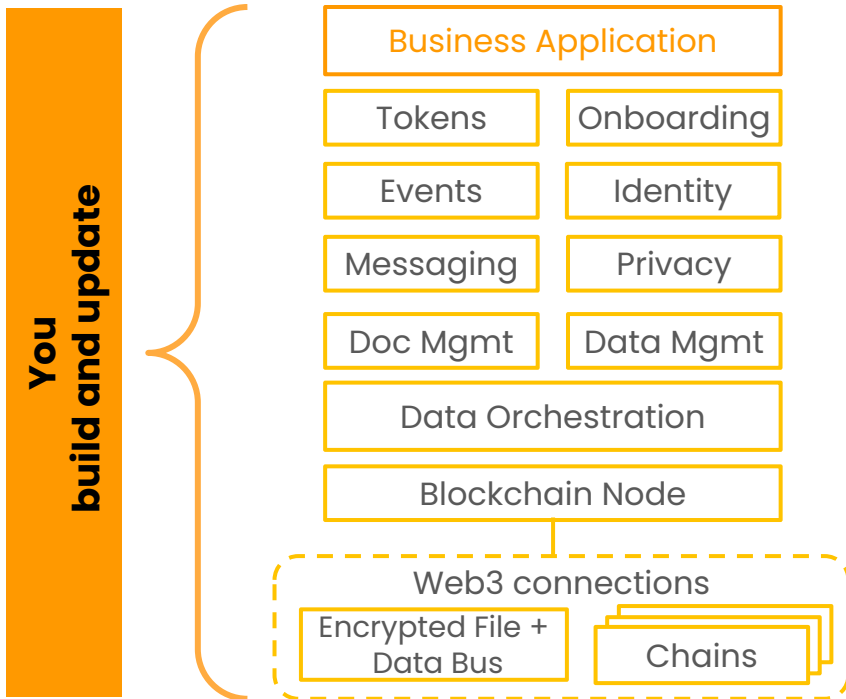 You
build and update
Business Application
Tokens
Onboarding
Events
Identity
Messaging
Privacy
Doc Mgmt
Data Mgmt
Data Orchestration
Blockchain Node
Web3 connections
Encrypted File +
Data Bus
Chains